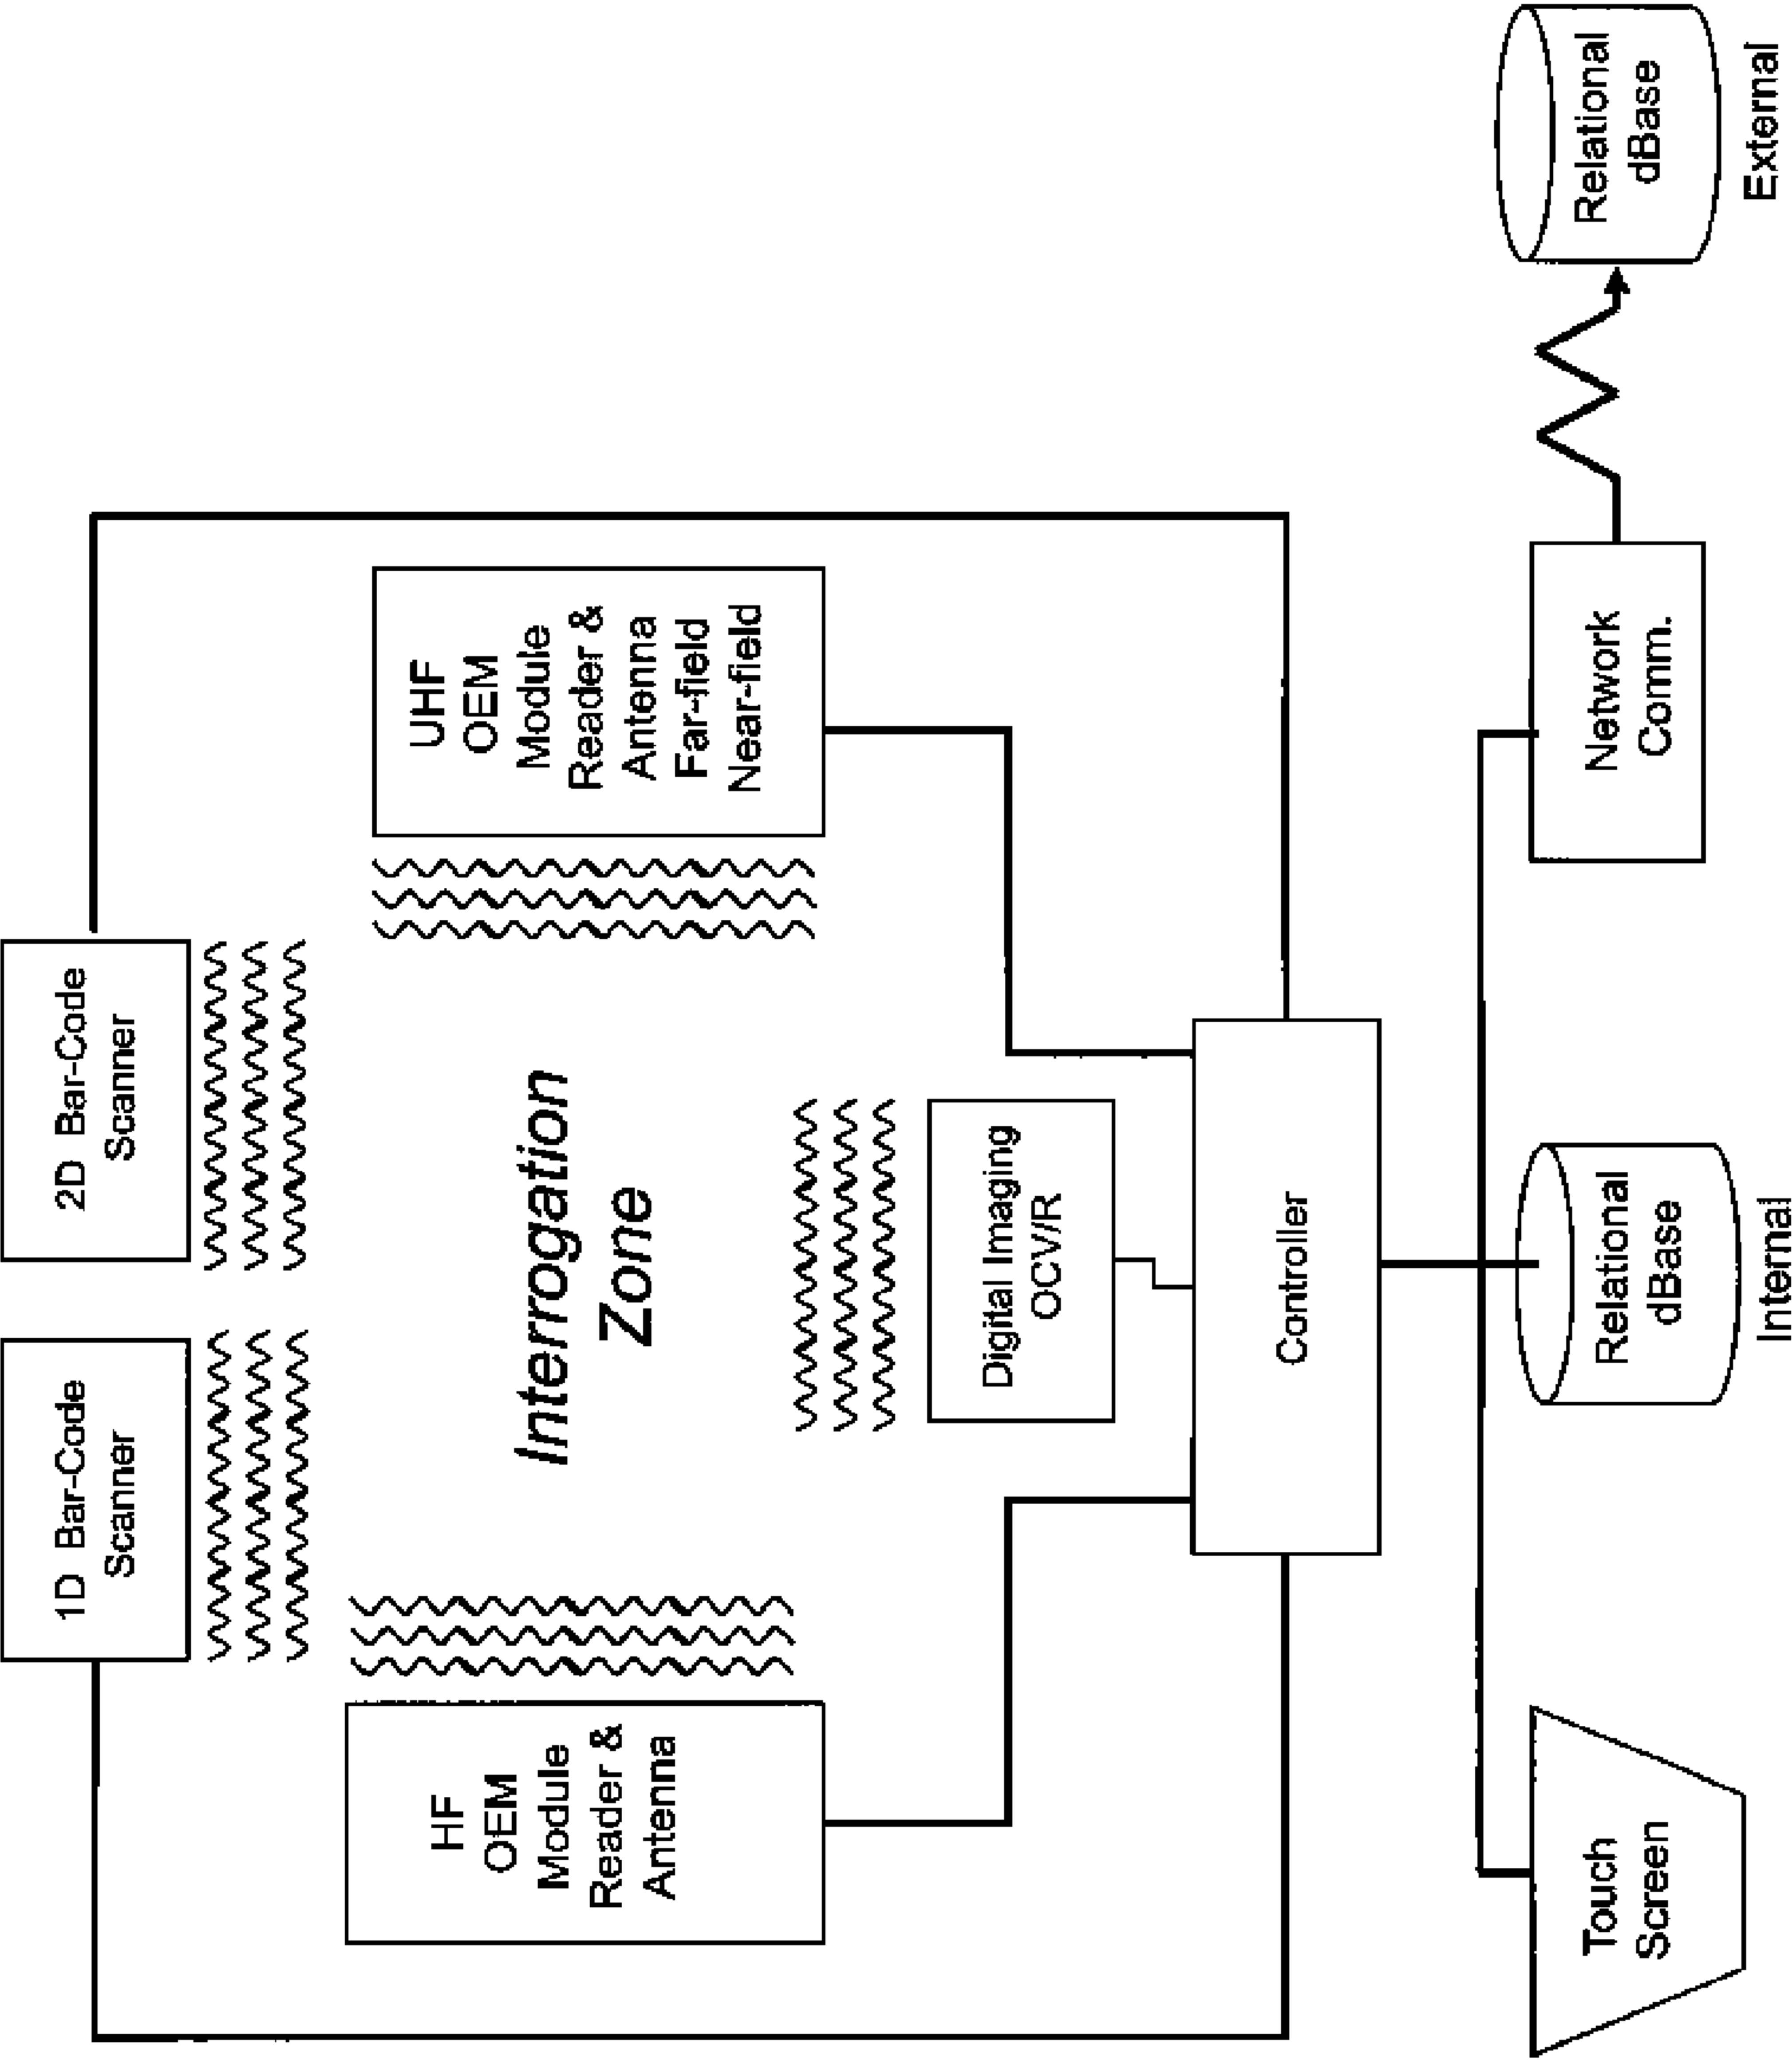 1D Bar-Code
Scanner
2D Bar-Code
Scanner
HF
OEM
Module
Reader &
Antenna
Interrogation
Zone
UHF
OEM
Module
Reader &
Antenna
Far-field
Near-field
Digital Imaging
OCV/R
Controller
Touch
Screen
Relational
dBase
Internal
Network
Comm.
Relational
dBase
External